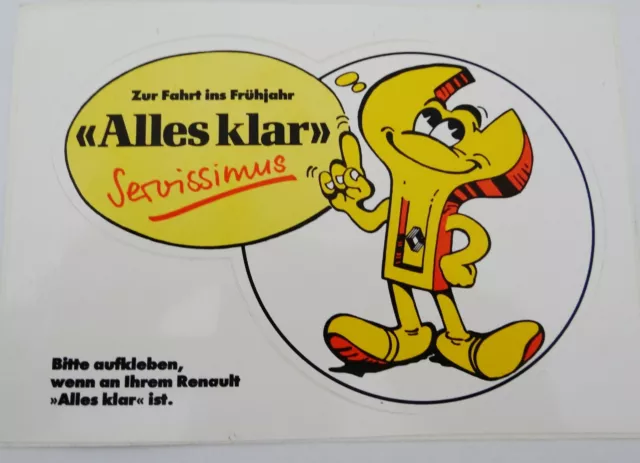 Zur Fahrt ins Frühjahr
«Alles klar»
Servissimus
Bitte aufkleben,
wenn an Ihrem Renault
»Alles klar« ist.